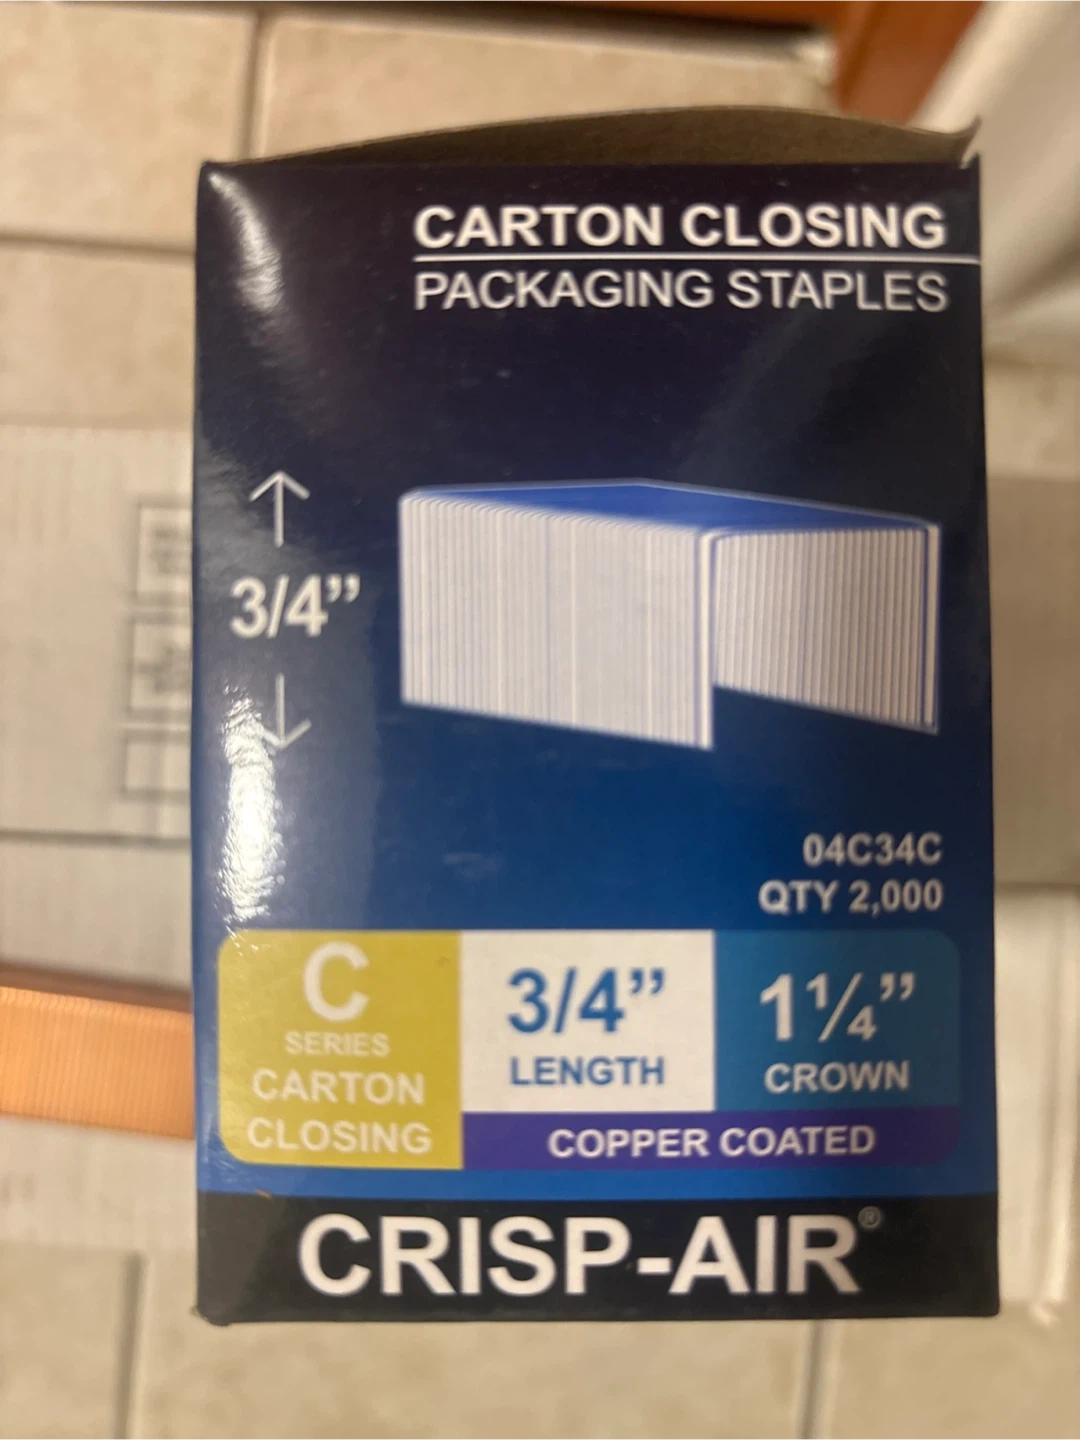 CARTON CLOSING
PACKAGING STAPLES
3/4”
04C34C
QTY 2,000
C
SERIES
CARTON
CLOSING
3/4”
LENGTH
1¼”
CROWN
COPPER COATED
CRISP-AIR®